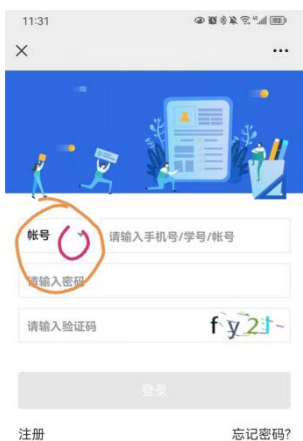 11:31
帐号 请输入手机号/学号/帐号
请输入密码
请输入验证码 fy21
登录
注册 忘记密码?